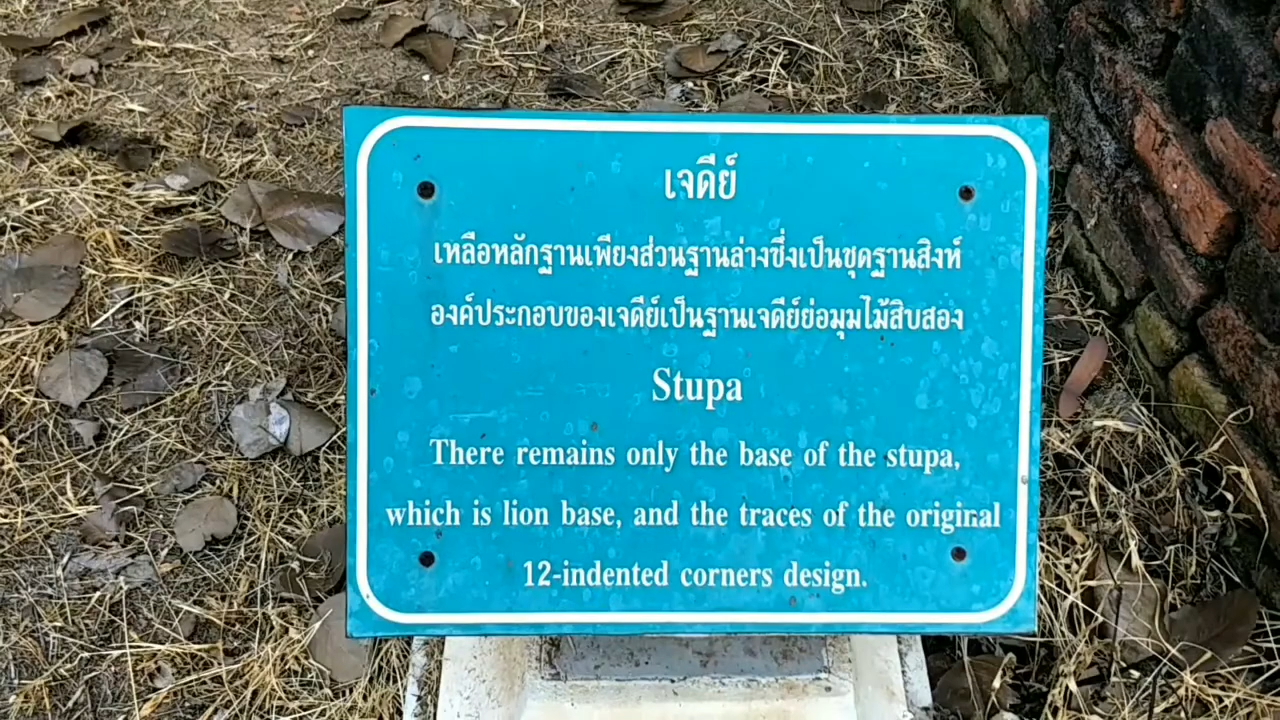 เจดีย์
เหลือหลักฐานเพียงส่วนฐานล่างซึ่งเป็นชุดฐานสิงห์
องค์ประกอบของเจดีย์เป็นฐานเจดีย์ย่อมุมไม้สิบสอง
Stupa
There remains only the base of the stupa,
which is lion base, and the traces of the original
12-indented corners design.